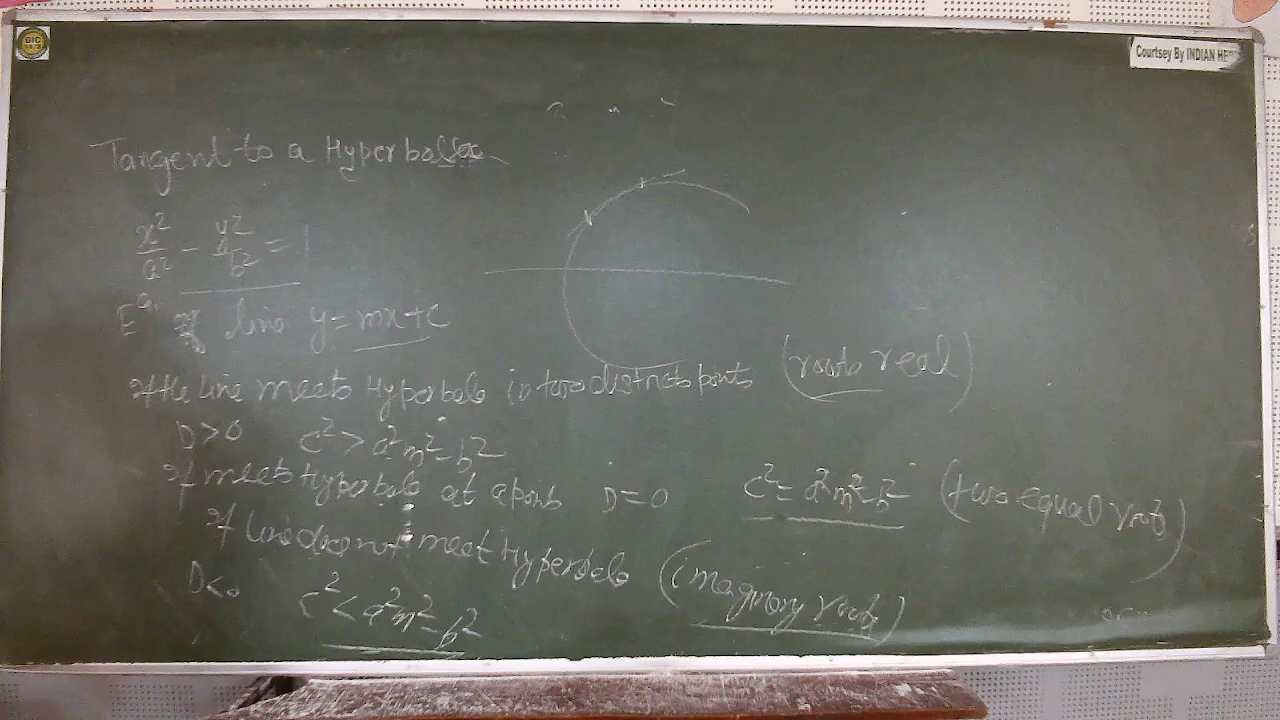 Courtsey By INDIAN HE
Tangent to a Hyperbola
x²/a² - y²/b² = 1
Eqn of line y = mx + c
If the line meets Hyperbola in two distinct points (roots real)
D > 0 c² > a²m² - b²
If meets Hyperbola at a point D = 0 c² = a²m² - b² (two equal roots)
If line does not meet Hyperbola (imaginary roots)
D < 0 c² < a²m² - b²